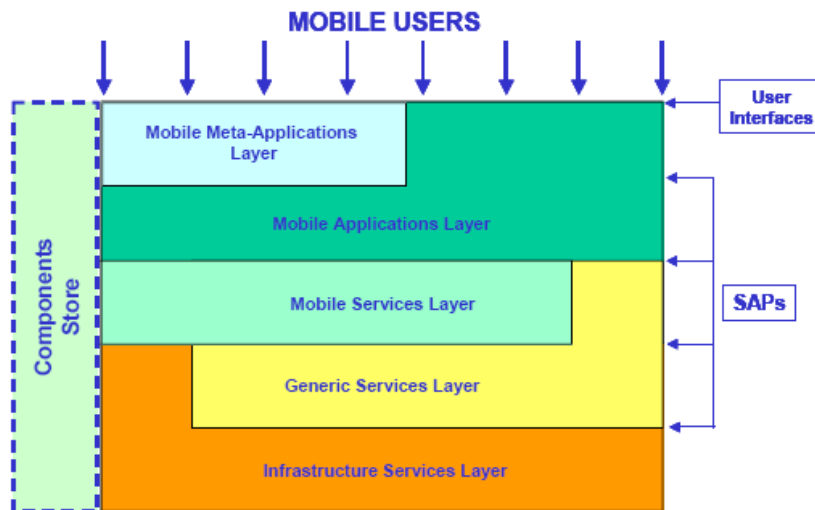 MOBILE USERS
User
Interfaces
Mobile Meta-Applications
Layer
Mobile Applications Layer
Components
Store
Mobile Services Layer
SAPs
Generic Services Layer
Infrastructure Services Layer